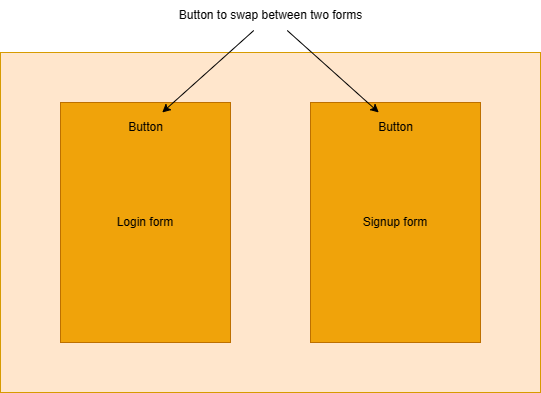 Button to swap between two forms
Button
Button
Login form
Signup form